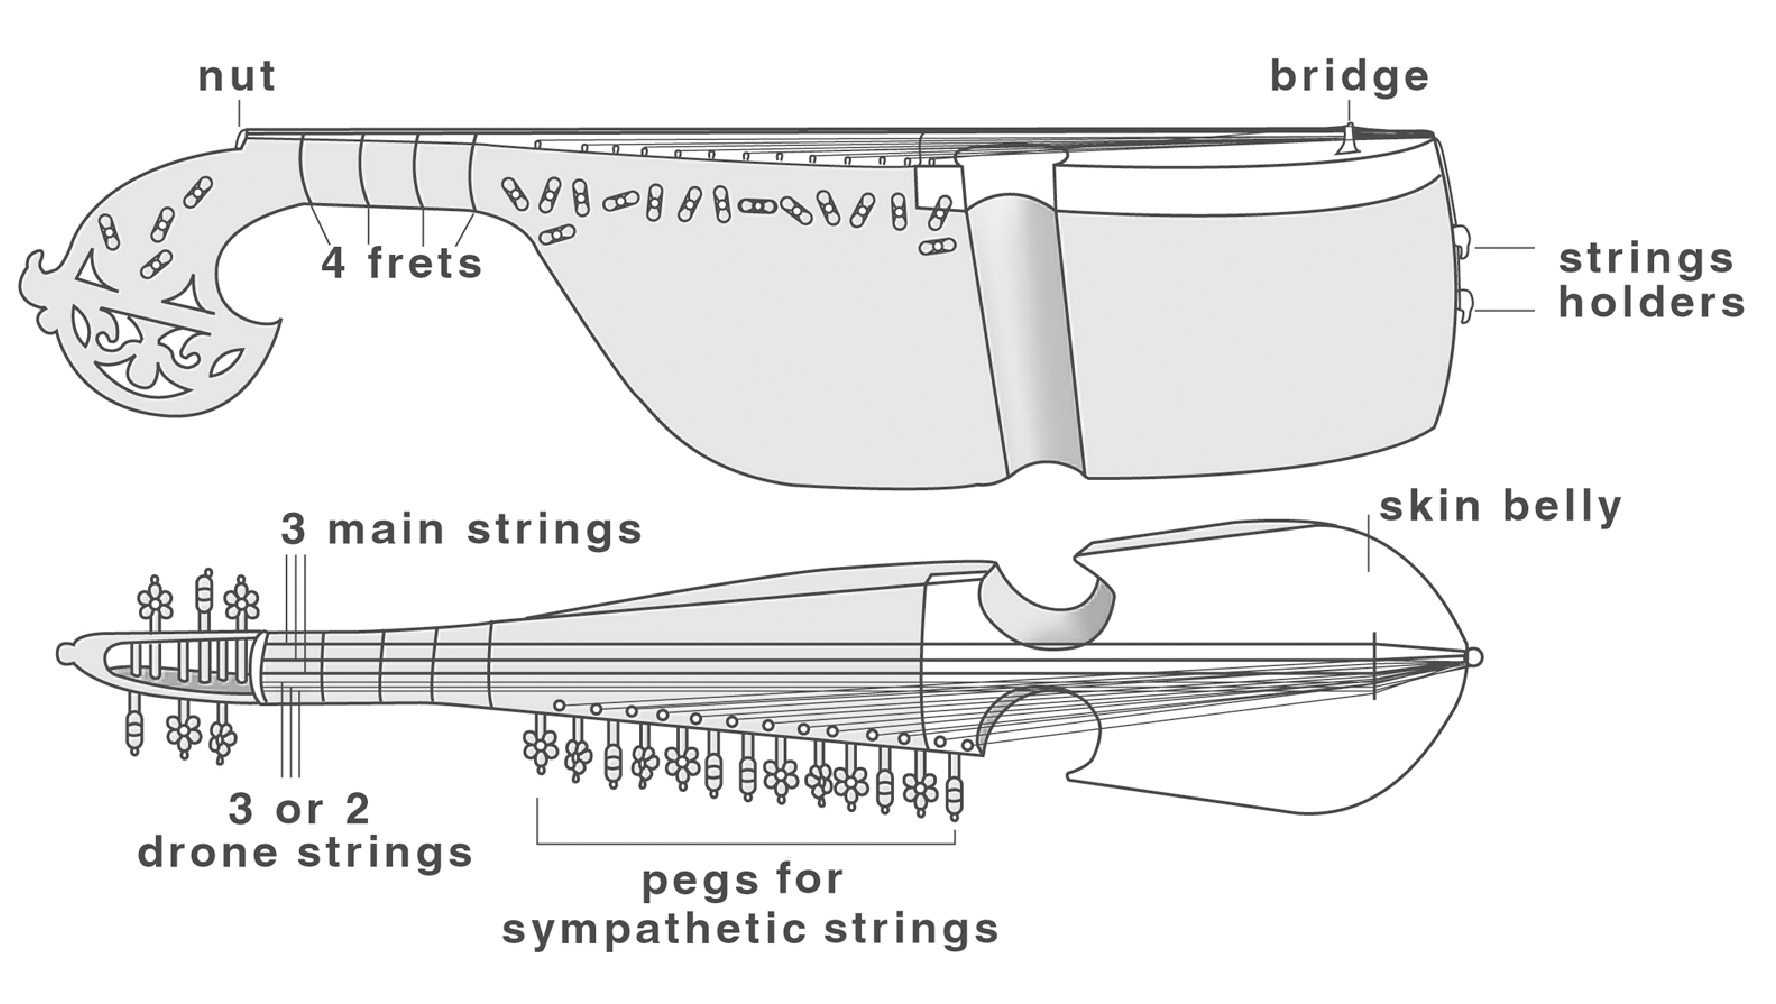 nut
bridge
4 frets
strings
holders
skin belly
3 main strings
3 or 2
drone strings
pegs for
sympathetic strings